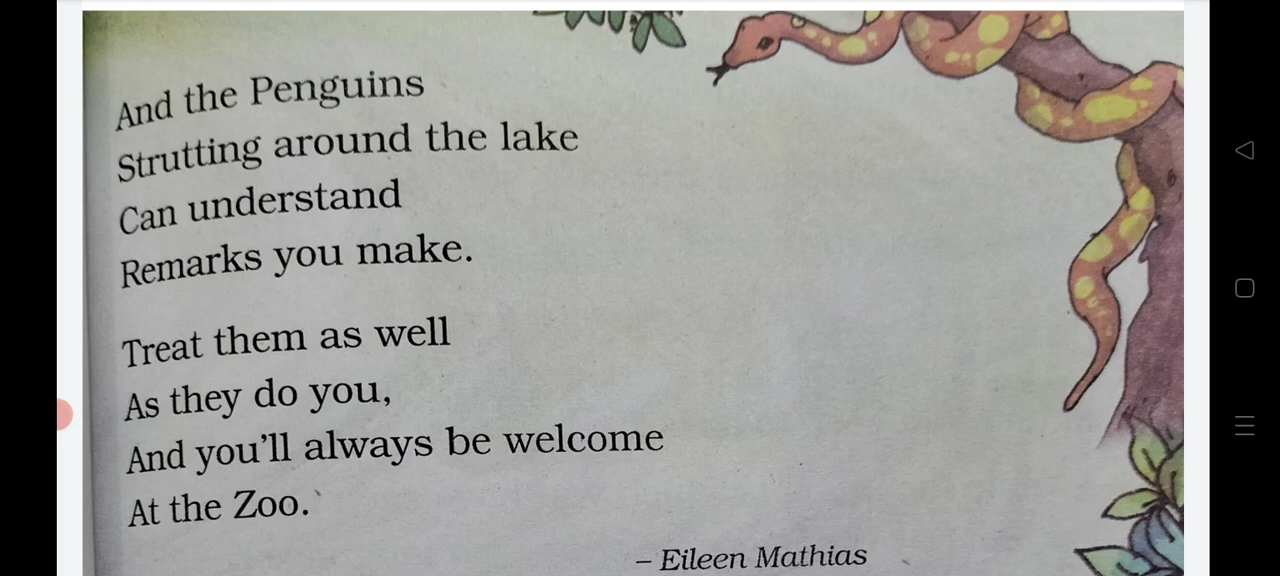 And the Penguins
Strutting around the lake
Can understand
Remarks you make.
Treat them as well
As they do you,
And you'll always be welcome
At the Zoo.
– Eileen Mathias